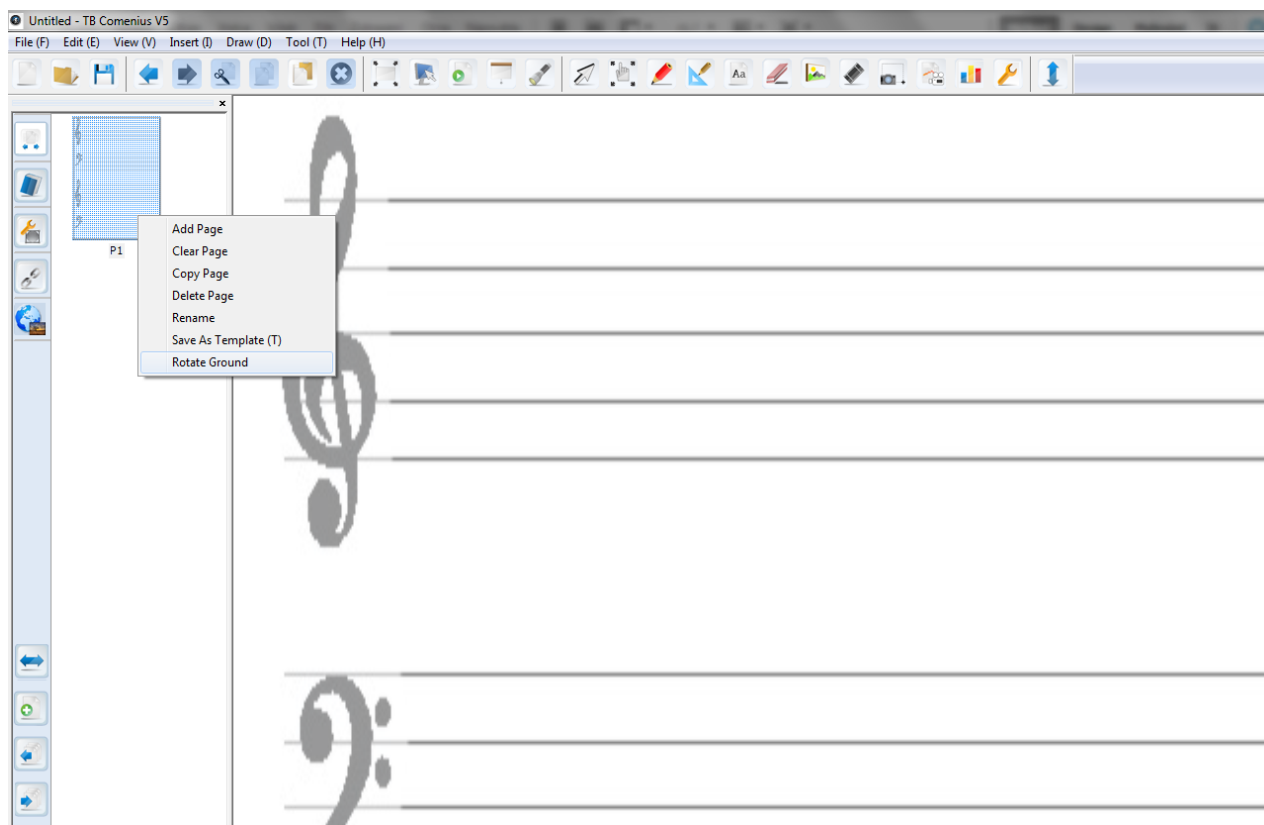 Untitled - TB Comenius V5
File (F) Edit (E) View (V) Insert (I) Draw (D) Tool (T) Help (H)
Aa
P1
Add Page
Clear Page
Copy Page
Delete Page
Rename
Save As Template (T)
Rotate Ground